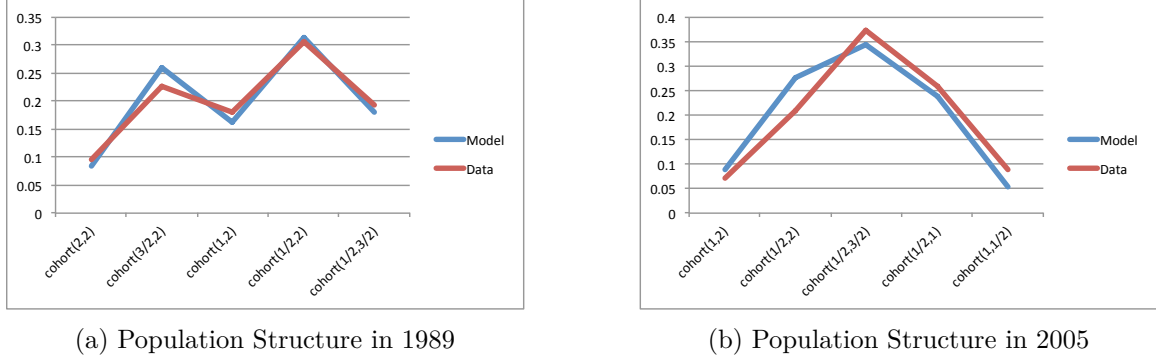 0.35
0.3
0.25
0.2
0.15
0.1
0.05
0
cohort(2,2)
cohort(3/2,2)
cohort(1,2)
cohort(1/2,2)
cohort(1/2,3/2)
Model
Data
(a) Population Structure in 1989
0.4
0.35
0.3
0.25
0.2
0.15
0.1
0.05
0
cohort(1,2)
cohort(1/2,2)
cohort(1/2,3/2)
cohort(1/2,1)
cohort(1,1/2)
Model
Data
(b) Population Structure in 2005